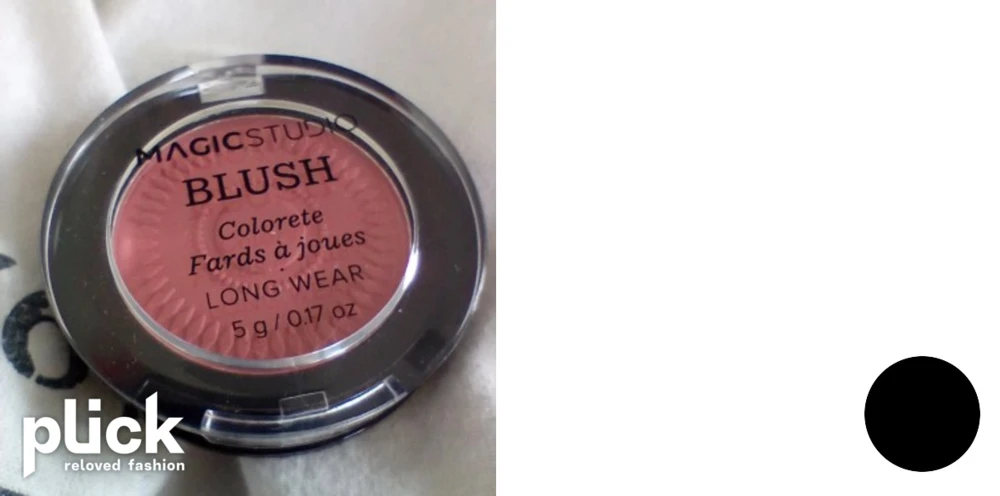 MAGICSTUDIO
BLUSH
Colorete
Fards à joues
LONG WEAR
5 g / 0.17 oz
plick
reloved fashion